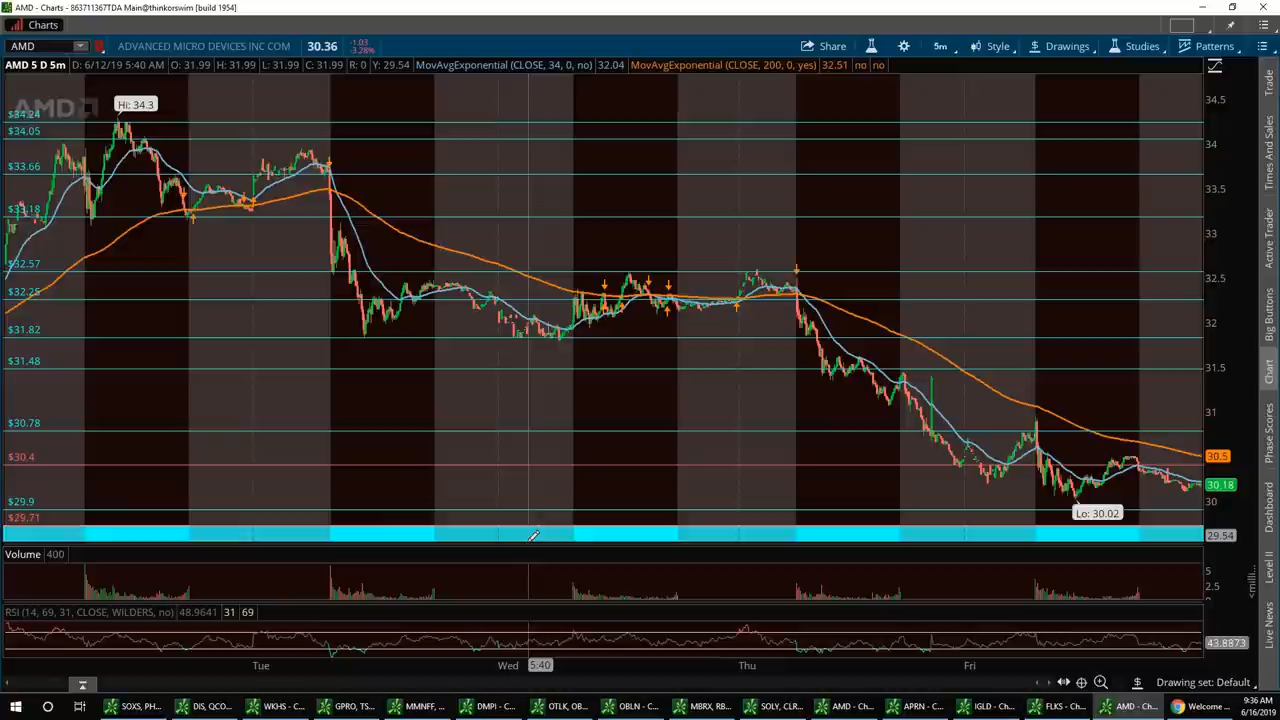 AMD - Charts - 863711367TDA Main@thinkorswim [build 1954]
Charts
AMD ADVANCED MICRO DEVICES INC COM 30.36 -1.03 -3.28% Share 5m Style Drawings Studies Patterns
AMD 5 D 5m D: 6/12/19 5:40 AM O: 31.99 H: 31.99 L: 31.99 C: 31.99 R: 0 Y: 29.54 MovAvgExponential (CLOSE, 34, 0, no) 32.04 MovAvgExponential (CLOSE, 200, 0, yes) 32.51 no no
AMD
Hi: 34.3
$34.24
$34.05
$33.66
$33.18
$32.57
$32.25
$31.82
$31.48
$30.78
$30.4
$29.9
$29.71
Lo: 30.02
34.5
34
33.5
33
32.5
32
31.5
31
30.5
30.18
30
29.54
Volume 400
5
2.5
0
<millions
RSI (14, 69, 31, CLOSE, WILDERS, no) 48.9641 31 69
43.8873
Tue Wed 5:40 Thu Fri
Drawing set: Default
Trade
Times And Sales
Active Trader
Big Buttons
Chart
Phase Scores
Dashboard
Level II
Live News
SOXS, PH... DIS, QCO... WKHS - C... GPRO, TS... MMNFF, ... DMPI - C... OBLN - C... MBRX, RB... SOLY, CLR... AMD - Ch... APRN - C... IGLD - Ch... FLKS - Ch... AMD - Ch... Welcome ...
9:36 AM
6/16/2019